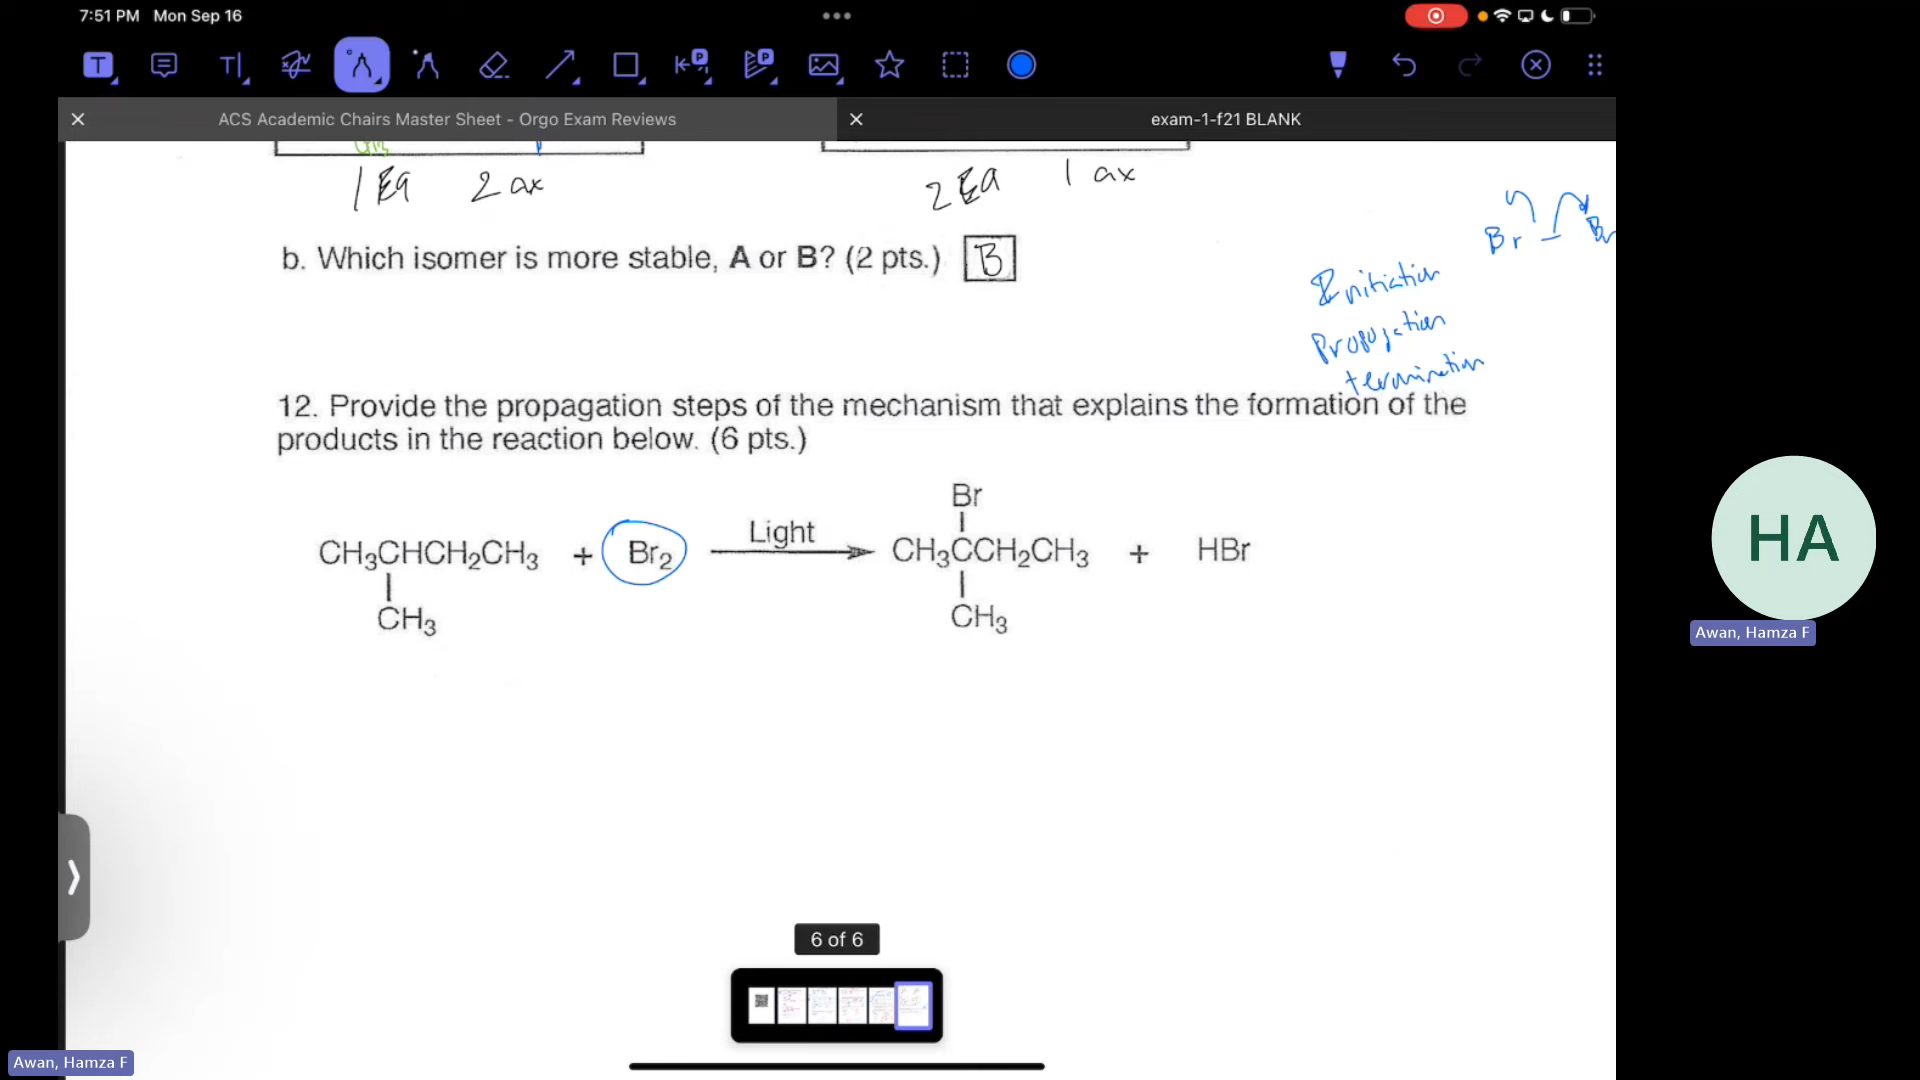 7:51 PM Mon Sep 16
T
T
P
P
ACS Academic Chairs Master Sheet - Orgo Exam Reviews
exam-1-f21 BLANK
1 Eq 2 ax
2 Eq 1 ax
Br – Br
b. Which isomer is more stable, A or B? (2 pts.) B
Initiation
Propogation
termination
12. Provide the propagation steps of the mechanism that explains the formation of the
products in the reaction below. (6 pts.)
Br
CH3CHCH2CH3 + Br2 Light CH3CCH2CH3 + HBr
CH3 CH3
6 of 6
HA
Awan, Hamza F
Awan, Hamza F